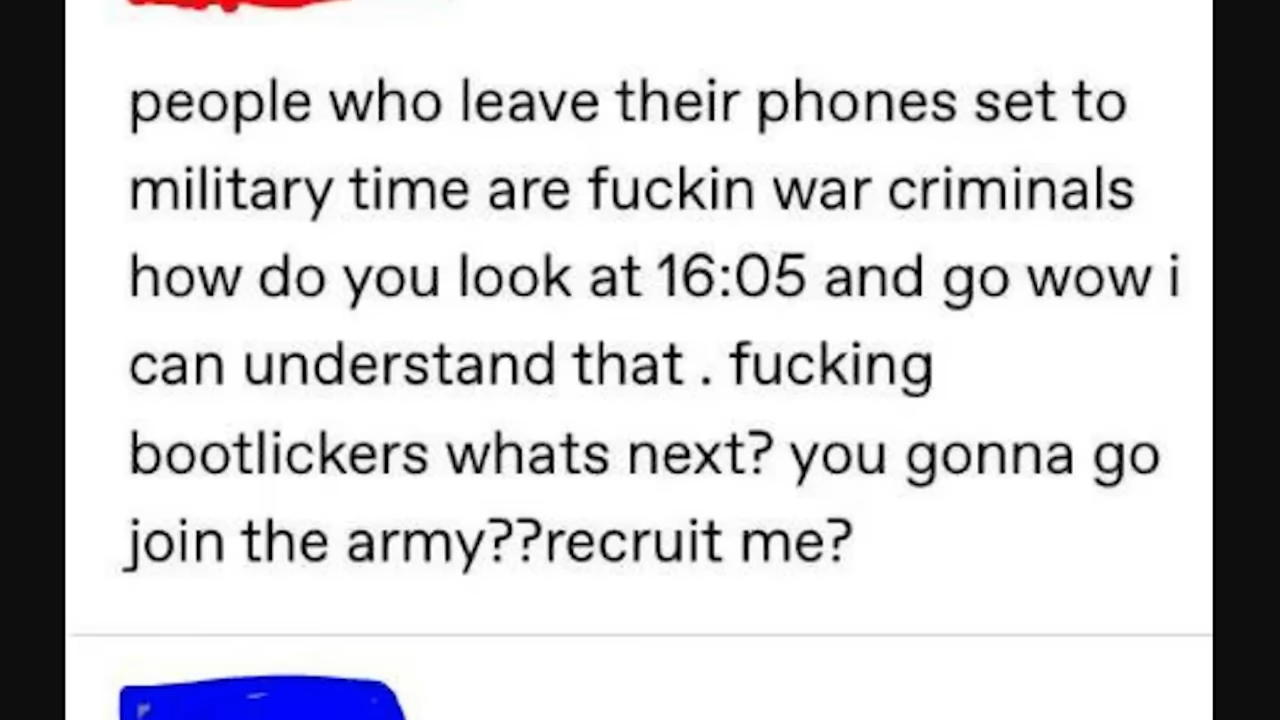 people who leave their phones set to
military time are fuckin war criminals
how do you look at 16:05 and go wow i
can understand that . fucking
bootlickers whats next? you gonna go
join the army??recruit me?